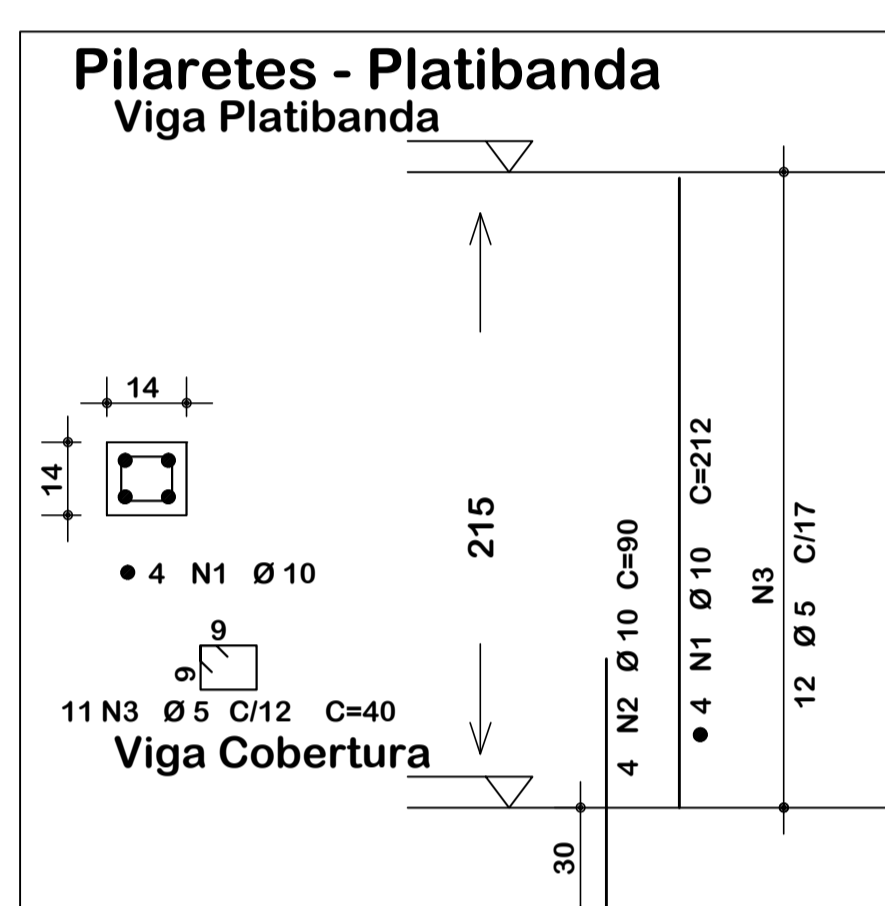 Pilaretes - Platibanda
Viga Platibanda
14
14
• 4 N1 Ø 10
9
9
11 N3 Ø 5 C/12 C=40
Viga Cobertura
215
30
4 N2 Ø 10 C=90
• 4 N1 Ø 10 C=212
N3
12 Ø 5 C/17